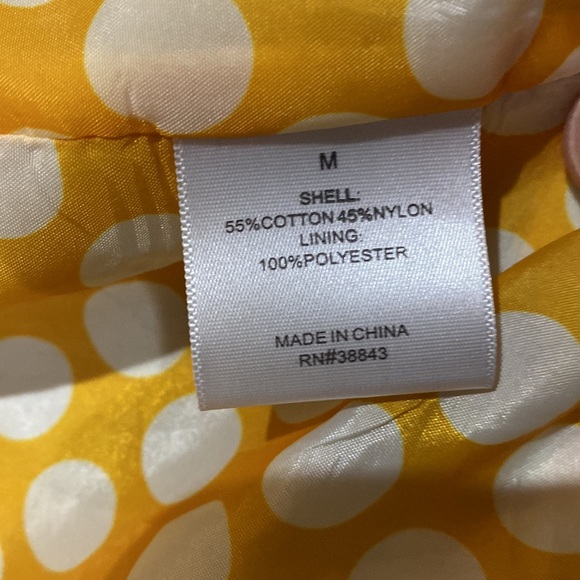 M
SHELL:
55%COTTON 45%NYLON
LINING:
100%POLYESTER
MADE IN CHINA
RN#38843